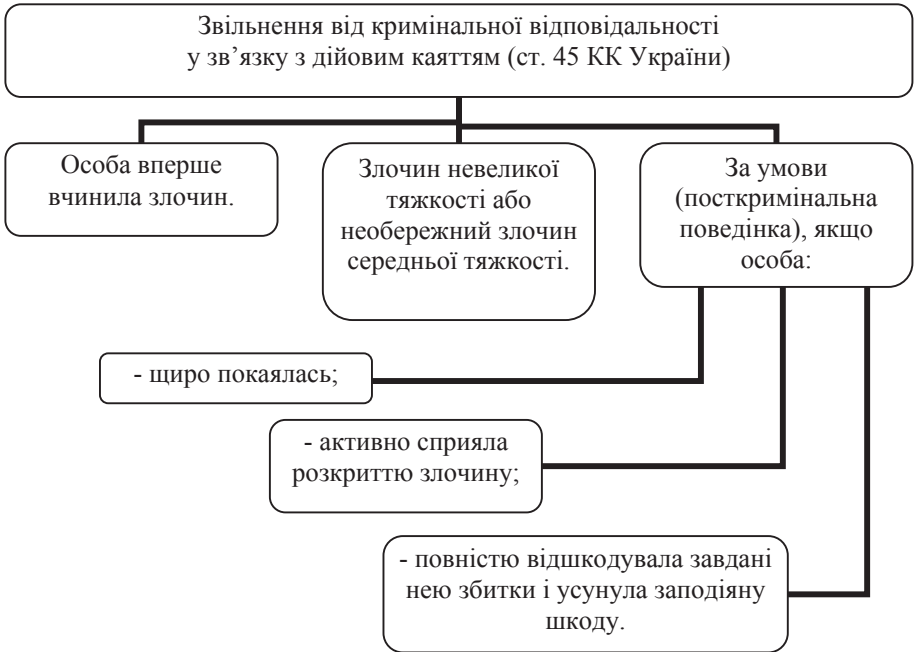 Звільнення від кримінальної відповідальності
у зв’язку з дійовим каяттям (ст. 45 КК України)
Особа вперше
вчинила злочин.
Злочин невеликої
тяжкості або
необережний злочин
середньої тяжкості.
За умови
(посткримінальна
поведінка), якщо
особа:
- щиро покаялась;
- активно сприяла
розкриттю злочину;
- повністю відшкодувала завдані
нею збитки і усунула заподіяну
шкоду.